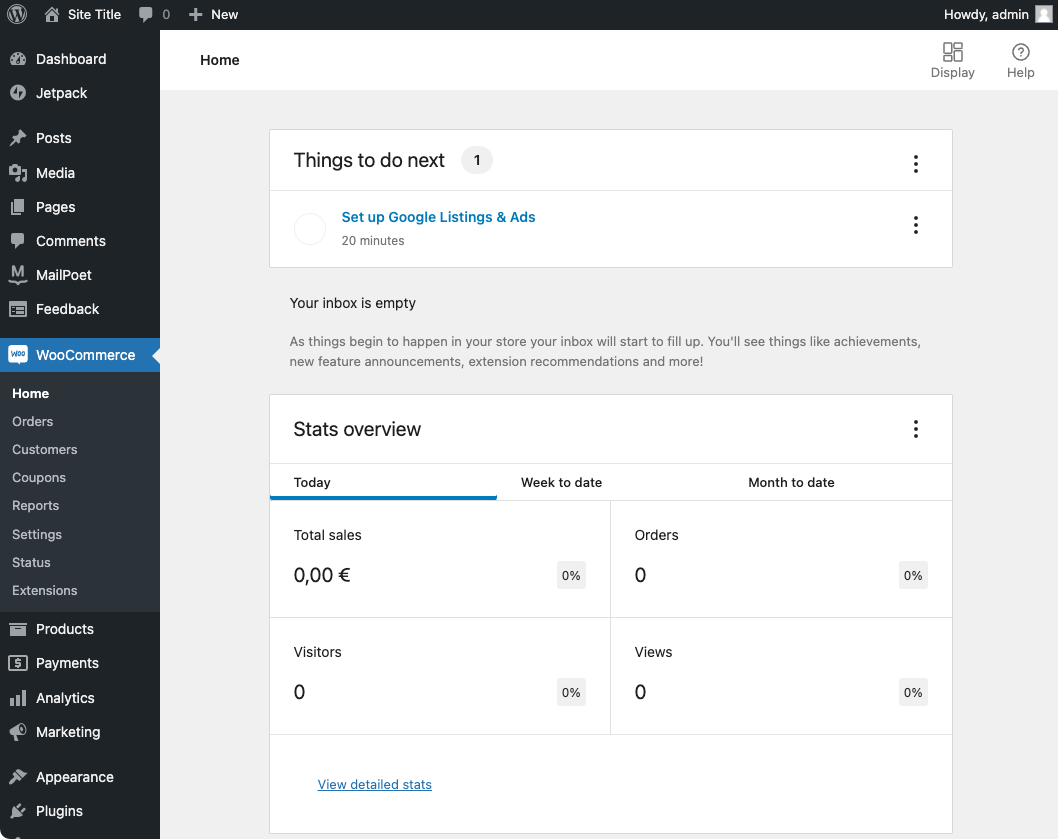 Site Title 0 New Howdy, admin
Dashboard
Jetpack
Posts
Media
Pages
Comments
MailPoet
Feedback
Woo WooCommerce
Home
Orders
Customers
Coupons
Reports
Settings
Status
Extensions
Products
Payments
Analytics
Marketing
Appearance
Plugins
Home
Display
Help
Things to do next 1
Set up Google Listings & Ads
20 minutes
Your inbox is empty
As things begin to happen in your store your inbox will start to fill up. You'll see things like achievements,
new feature announcements, extension recommendations and more!
Stats overview
Today Week to date Month to date
Total sales
0,00 € 0%
Orders
0 0%
Visitors
0 0%
Views
0 0%
View detailed stats